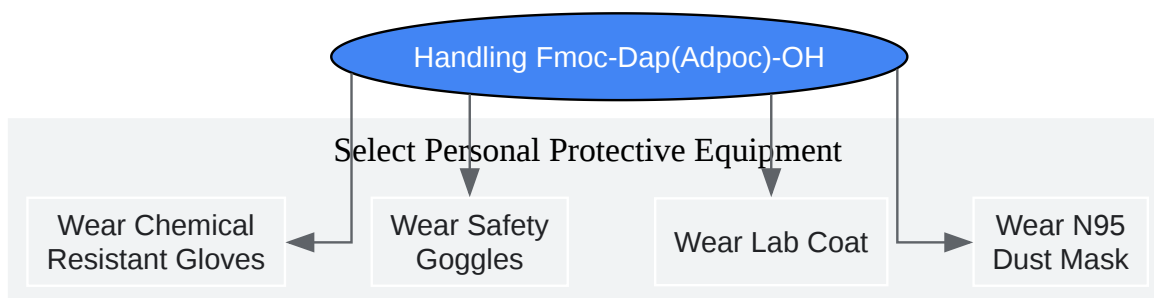 Handling Fmoc-Dap(Adpoc)-OH
Select Personal Protective Equipment
Wear Chemical
Resistant Gloves
Wear Safety
Goggles
Wear Lab Coat
Wear N95
Dust Mask